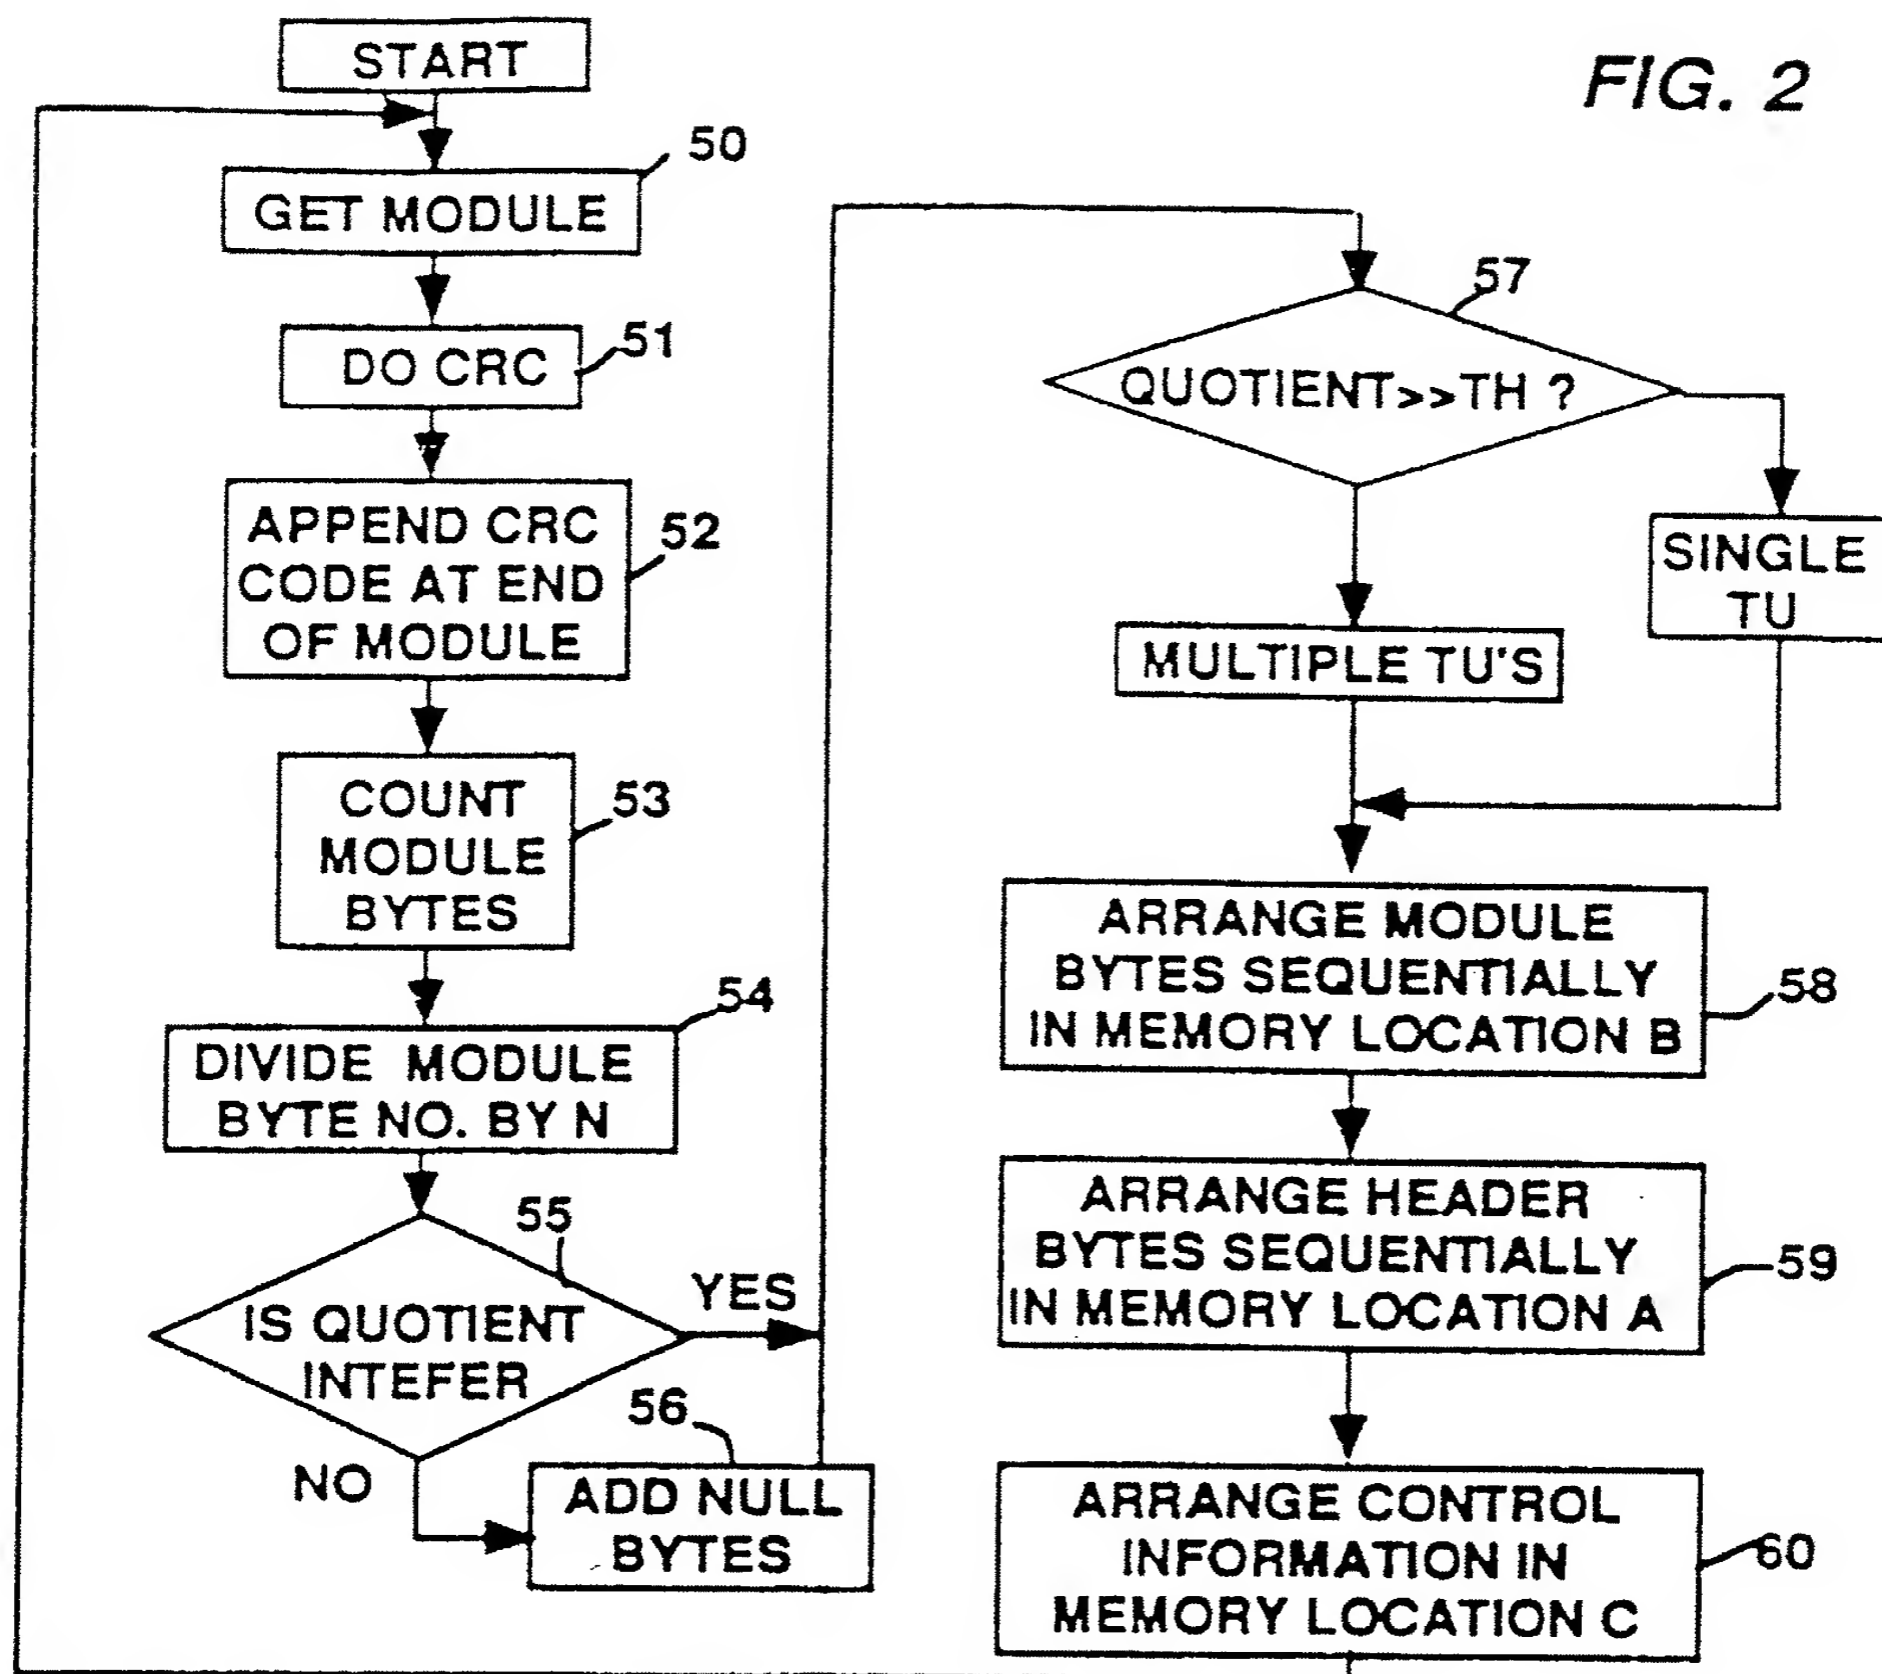 FIG. 2
START
50
GET MODULE
51
DO CRC
52
APPEND CRC
CODE AT END
OF MODULE
53
COUNT
MODULE
BYTES
54
DIVIDE MODULE
BYTE NO. BY N
55
IS QUOTIENT
INTEFER
YES
NO
56
ADD NULL
BYTES
57
QUOTIENT>>TH ?
SINGLE
TU
MULTIPLE TU'S
ARRANGE MODULE
BYTES SEQUENTIALLY
IN MEMORY LOCATION B
58
ARRANGE HEADER
BYTES SEQUENTIALLY
IN MEMORY LOCATION A
59
ARRANGE CONTROL
INFORMATION IN
MEMORY LOCATION C
60